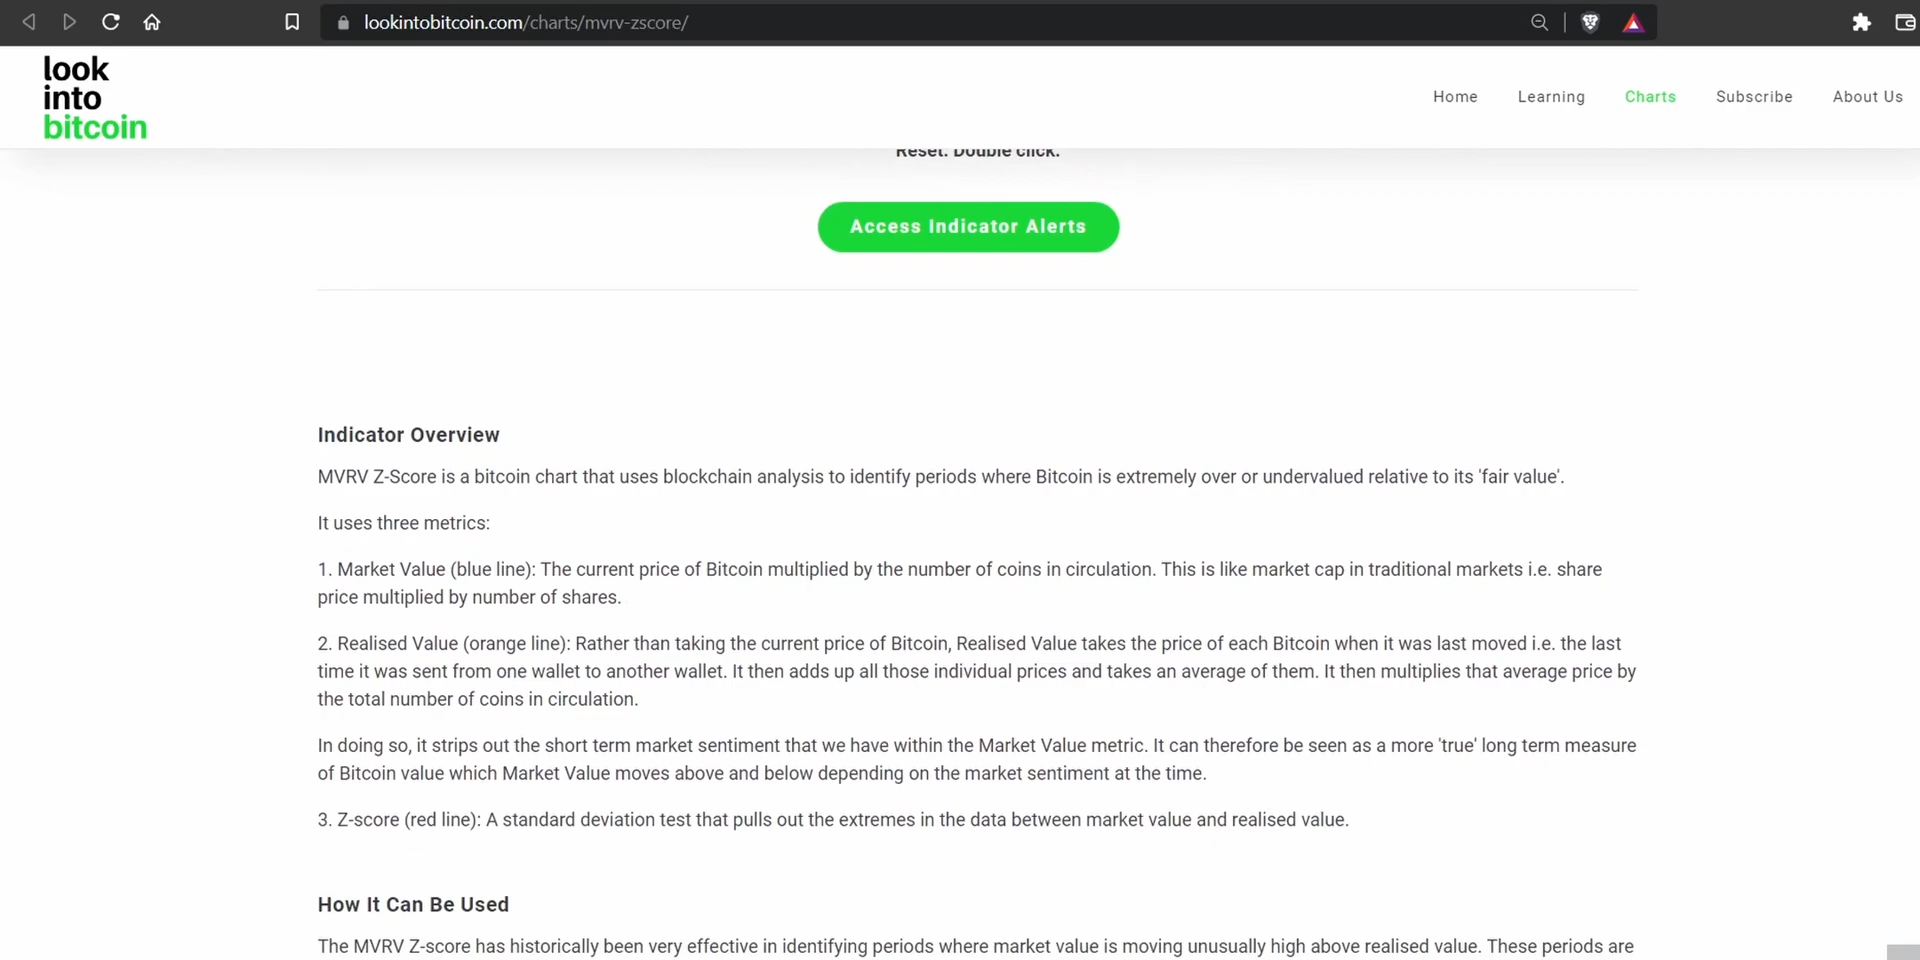 lookintobitcoin.com/charts/mvrv-zscore/
look
into
bitcoin
Home Learning Charts Subscribe About Us
Reset: Double click.
Access Indicator Alerts
Indicator Overview
MVRV Z-Score is a bitcoin chart that uses blockchain analysis to identify periods where Bitcoin is extremely over or undervalued relative to its 'fair value'.
It uses three metrics:
1. Market Value (blue line): The current price of Bitcoin multiplied by the number of coins in circulation. This is like market cap in traditional markets i.e. share
price multiplied by number of shares.
2. Realised Value (orange line): Rather than taking the current price of Bitcoin, Realised Value takes the price of each Bitcoin when it was last moved i.e. the last
time it was sent from one wallet to another wallet. It then adds up all those individual prices and takes an average of them. It then multiplies that average price by
the total number of coins in circulation.
In doing so, it strips out the short term market sentiment that we have within the Market Value metric. It can therefore be seen as a more 'true' long term measure
of Bitcoin value which Market Value moves above and below depending on the market sentiment at the time.
3. Z-score (red line): A standard deviation test that pulls out the extremes in the data between market value and realised value.
How It Can Be Used
The MVRV Z-score has historically been very effective in identifying periods where market value is moving unusually high above realised value. These periods are